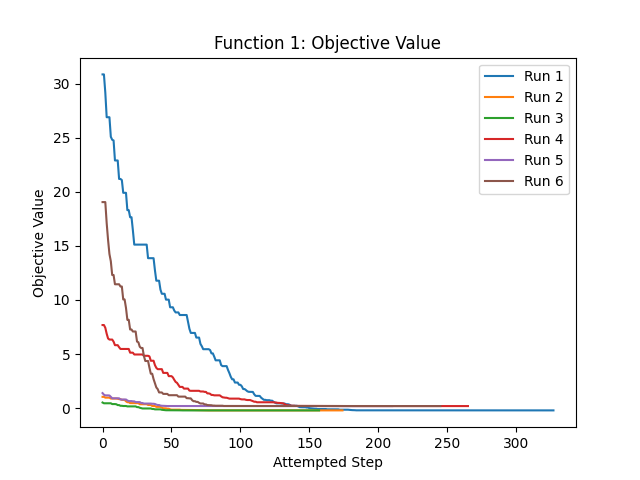 Function 1: Objective Value
Objective Value
30
25
20
15
10
5
0
Run 1
Run 2
Run 3
Run 4
Run 5
Run 6
0 50 100 150 200 250 300
Attempted Step